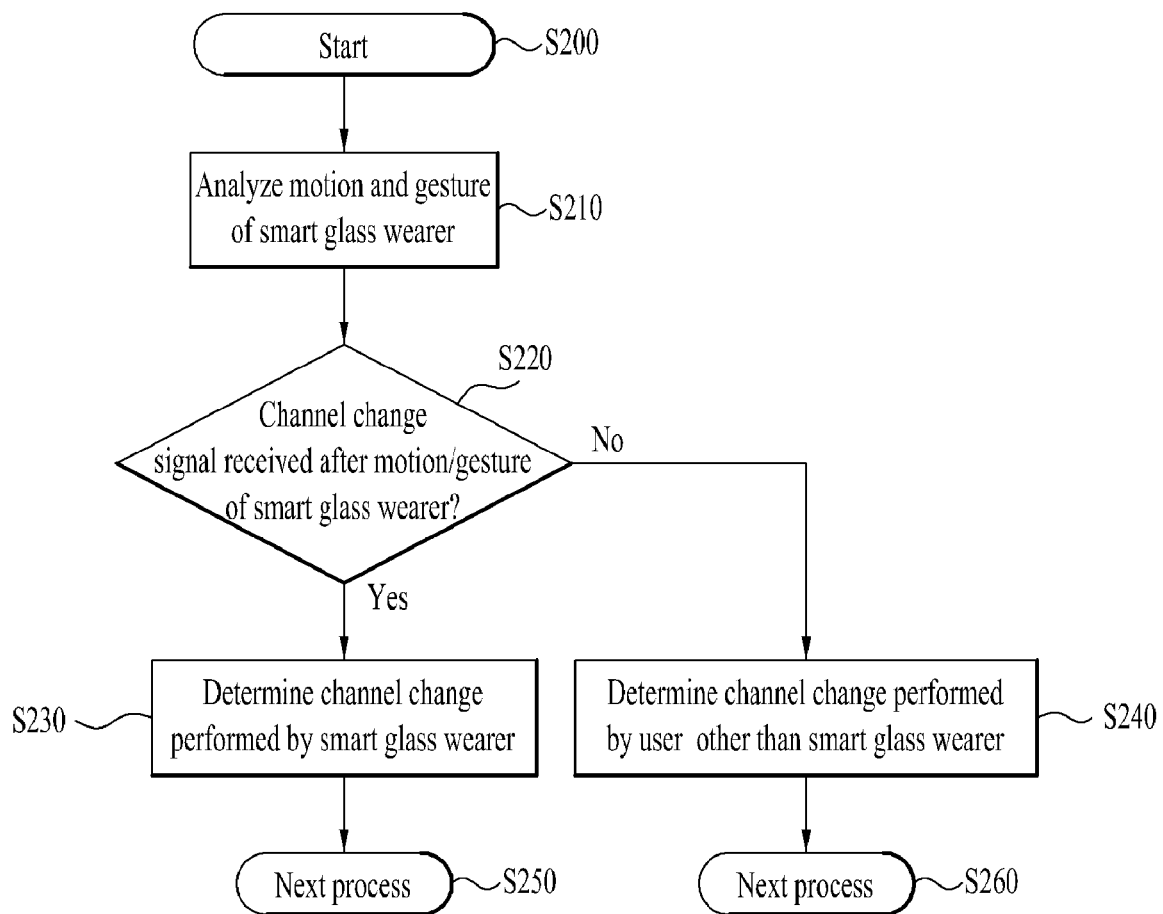 Start
S200
Analyze motion and gesture
of smart glass wearer
S210
S220
Channel change
signal received after motion/gesture
of smart glass wearer?
No
Yes
S230
Determine channel change
performed by smart glass wearer
Determine channel change performed
by user other than smart glass wearer
S240
Next process
S250
Next process
S260